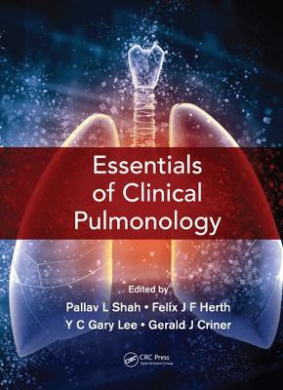 Essentials
of Clinical
Pulmonology
Edited by
Pallav L Shah • Felix J F Herth
Y C Gary Lee • Gerald J Criner
CRC Press